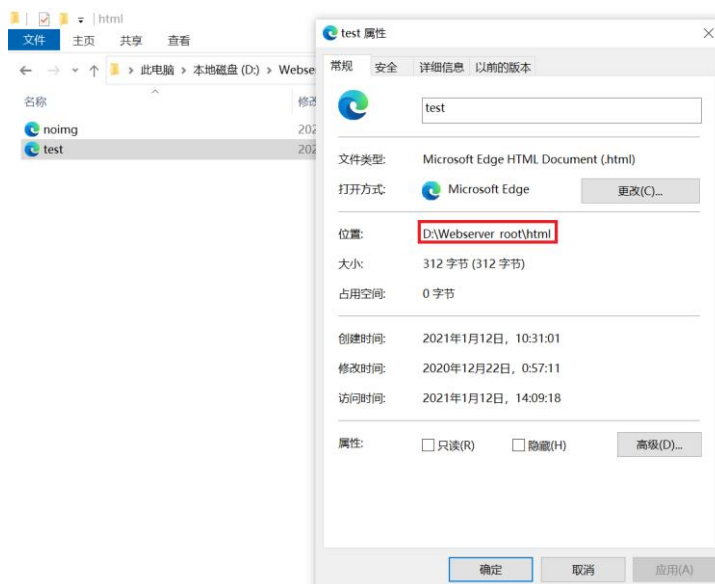 html
文件 主页 共享 查看
此电脑 > 本地磁盘 (D:) > Webse
名称 修
noimg 202
test 202
test 属性
常规 安全 详细信息 以前的版本
test
文件类型: Microsoft Edge HTML Document (.html)
打开方式: Microsoft Edge 更改(C)...
位置: D:\Webserver root\html
大小: 312 字节 (312 字节)
占用空间: 0 字节
创建时间: 2021年1月12日, 10:31:01
修改时间: 2020年12月22日, 0:57:11
访问时间: 2021年1月12日, 14:09:18
属性: 只读(R) 隐藏(H) 高级(D)...
确定 取消 应用(A)